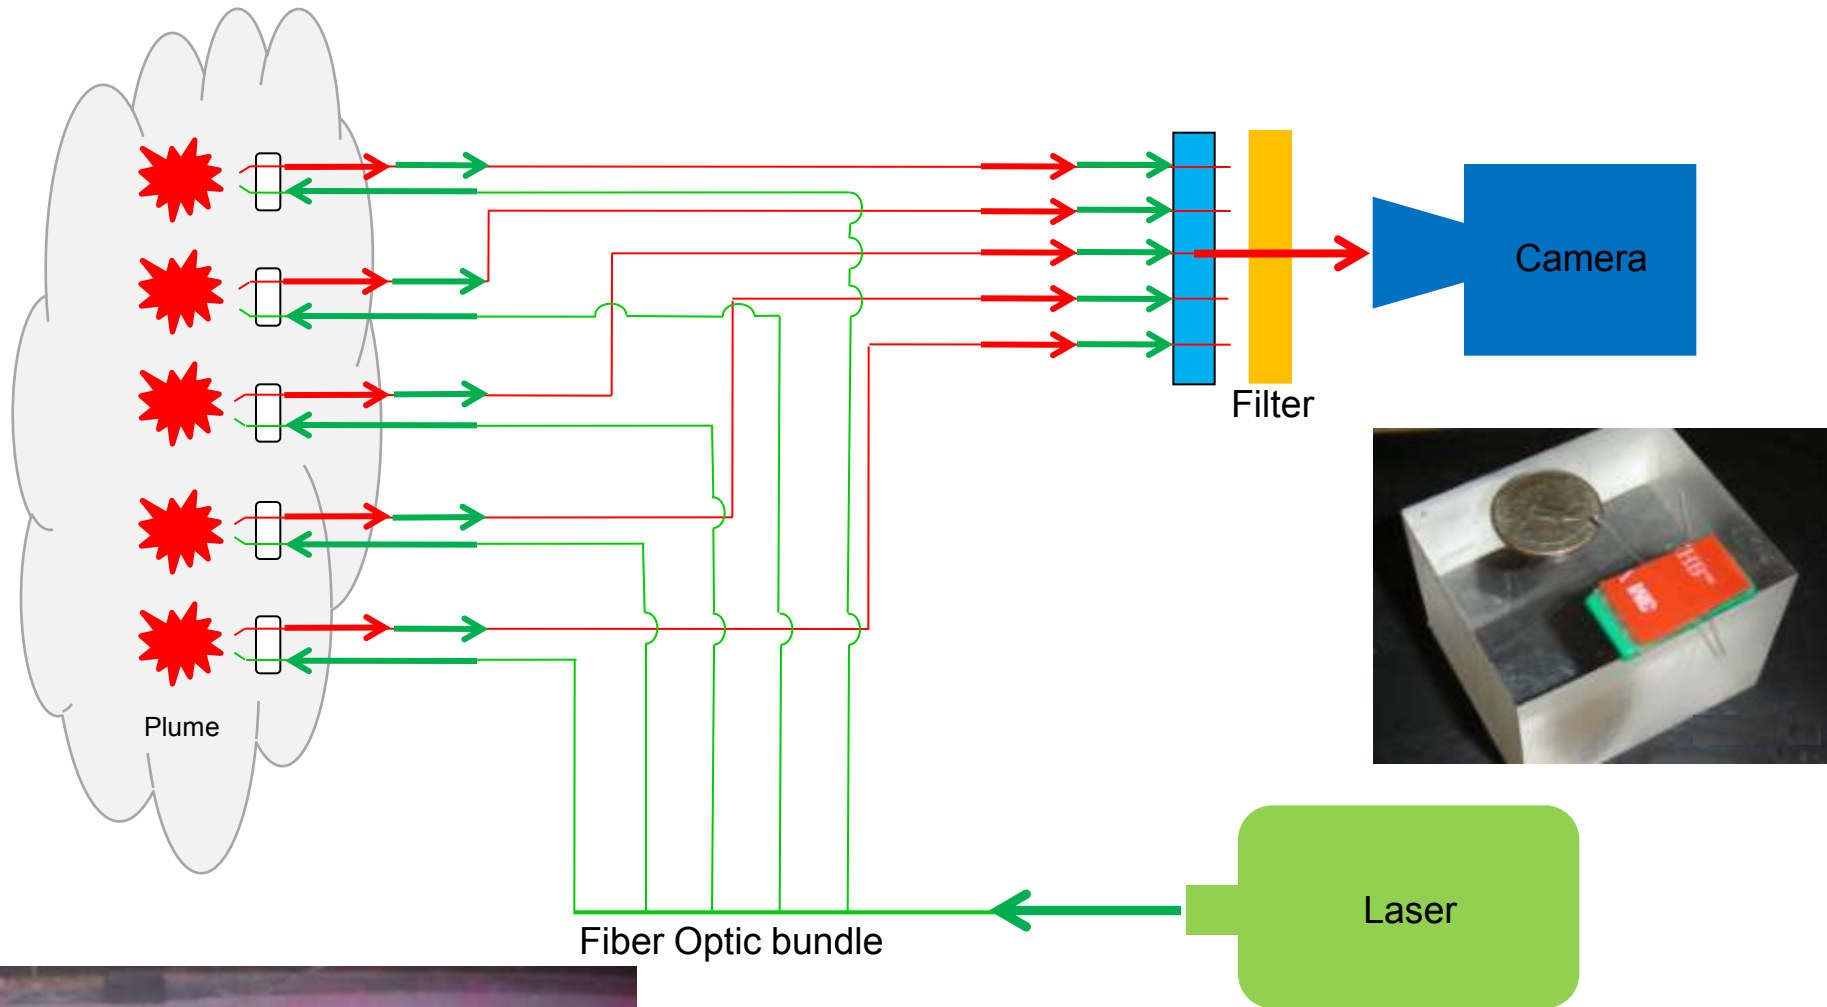 Camera
Filter
Plume
Laser
Fiber Optic bundle